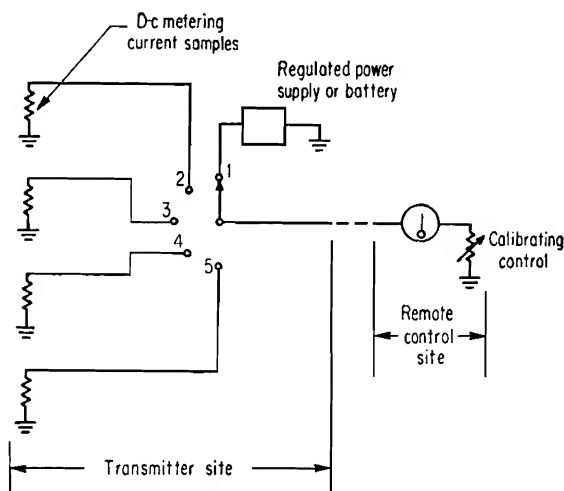 D-c metering
current samples
Regulated power
supply or battery
1
2
3
4
5
Calibrating
control
Remote
control
site
Transmitter site